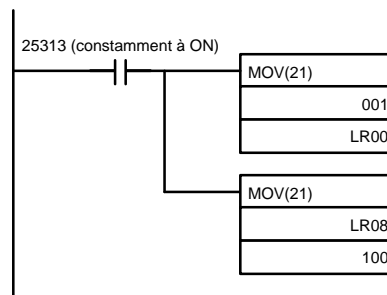 25313 (constamment à ON)
MOV(21)
001
LR00
MOV(21)
LR08
100